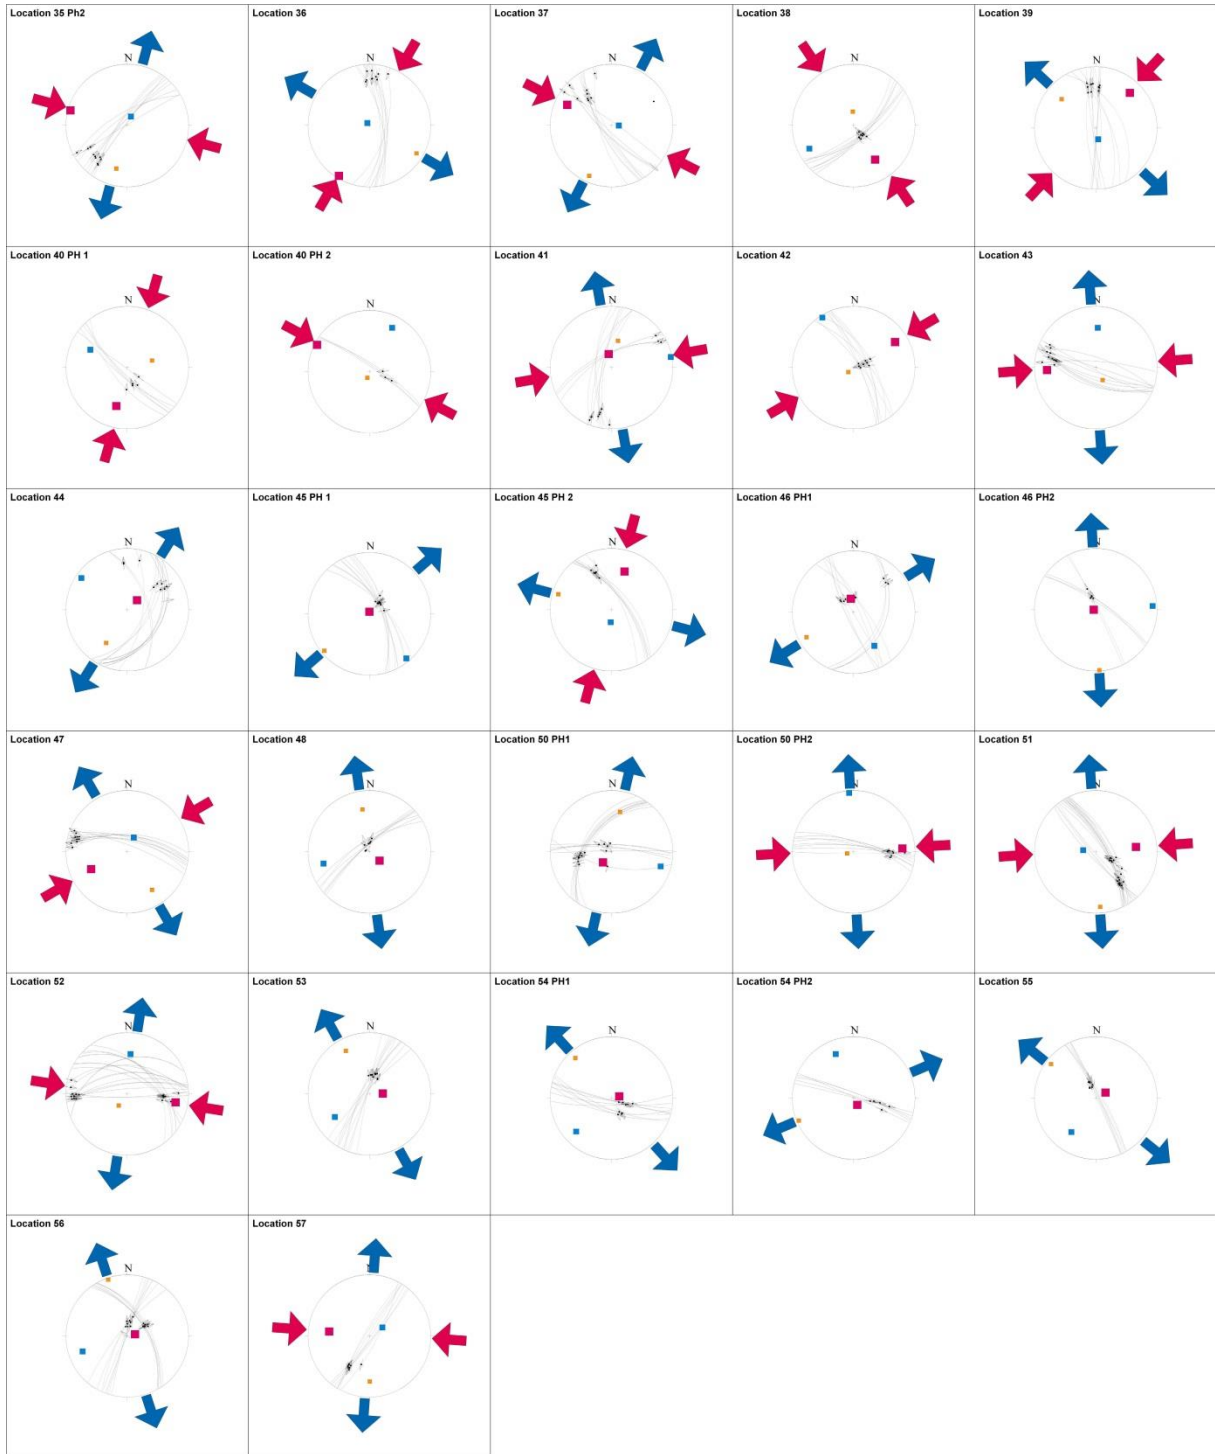 Location 35 Ph2
N
Location 36
N
Location 37
N
Location 38
N
Location 39
N
Location 40 PH 1
N
Location 40 PH 2
N
Location 41
N
Location 42
N
Location 43
N
Location 44
N
Location 45 PH 1
N
Location 45 PH 2
N
Location 46 PH1
N
Location 46 PH2
N
Location 47
N
Location 48
N
Location 50 PH1
N
Location 50 PH2
N
Location 51
N
Location 52
N
Location 53
N
Location 54 PH1
N
Location 54 PH2
N
Location 55
N
Location 56
N
Location 57
N